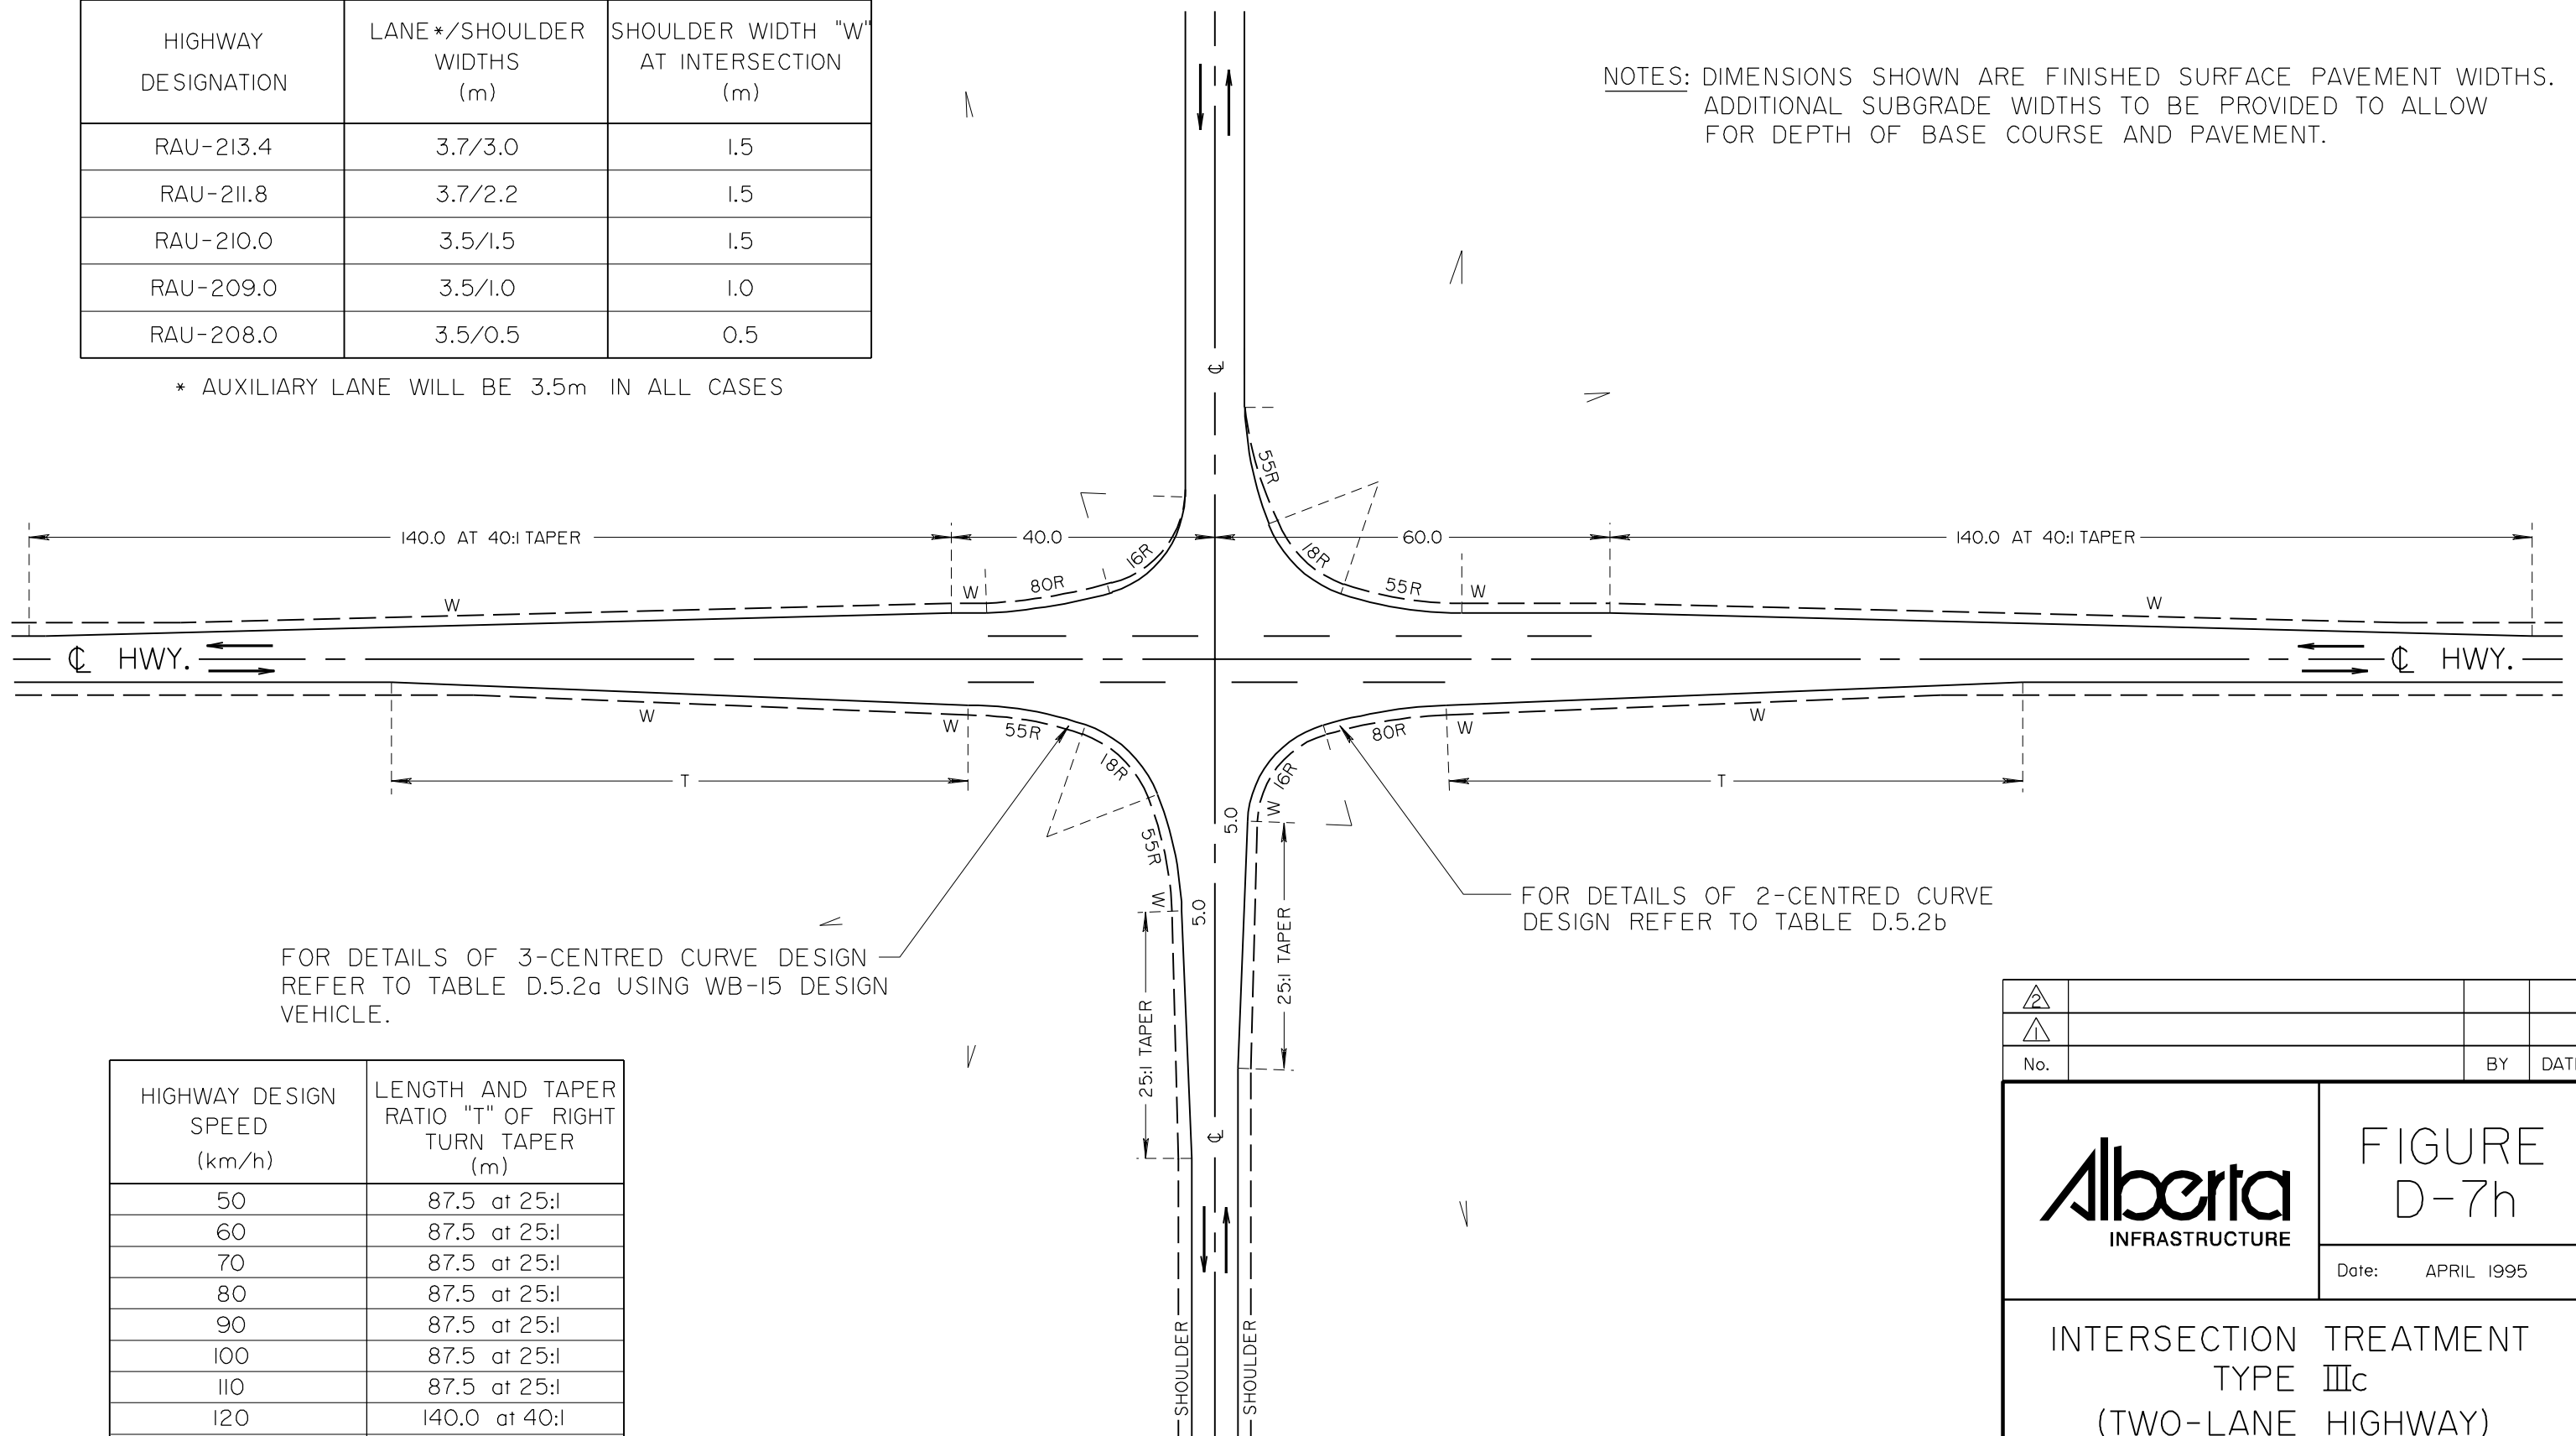 HIGHWAY DESIGNATION
LANE*/SHOULDER WIDTHS (m)
SHOULDER WIDTH "W" AT INTERSECTION (m)
RAU-213.4 3.7/3.0 1.5
RAU-211.8 3.7/2.2 1.5
RAU-210.0 3.5/1.5 1.5
RAU-209.0 3.5/1.0 1.0
RAU-208.0 3.5/0.5 0.5
* AUXILIARY LANE WILL BE 3.5m IN ALL CASES
NOTES: DIMENSIONS SHOWN ARE FINISHED SURFACE PAVEMENT WIDTHS.
ADDITIONAL SUBGRADE WIDTHS TO BE PROVIDED TO ALLOW
FOR DEPTH OF BASE COURSE AND PAVEMENT.
℄
55R
140.0 AT 40:1 TAPER
40.0
60.0
140.0 AT 40:1 TAPER
16R
18R
80R
55R
W
W
W
W
℄ HWY.
℄ HWY.
W
W
55R
80R
W
W
T
18R
16R
T
W
5.0
55R
W
5.0
25:1 TAPER
25:1 TAPER
FOR DETAILS OF 2-CENTRED CURVE
DESIGN REFER TO TABLE D.5.2b
FOR DETAILS OF 3-CENTRED CURVE DESIGN
REFER TO TABLE D.5.2a USING WB-15 DESIGN
VEHICLE.
℄
SHOULDER
SHOULDER
HIGHWAY DESIGN SPEED (km/h)
LENGTH AND TAPER RATIO "T" OF RIGHT TURN TAPER (m)
50 87.5 at 25:1
60 87.5 at 25:1
70 87.5 at 25:1
80 87.5 at 25:1
90 87.5 at 25:1
100 87.5 at 25:1
110 87.5 at 25:1
120 140.0 at 40:1
2
1
No. BY DATE
Alberta
INFRASTRUCTURE
FIGURE
D-7h
Date: APRIL 1995
INTERSECTION TREATMENT
TYPE IIIc
(TWO-LANE HIGHWAY)